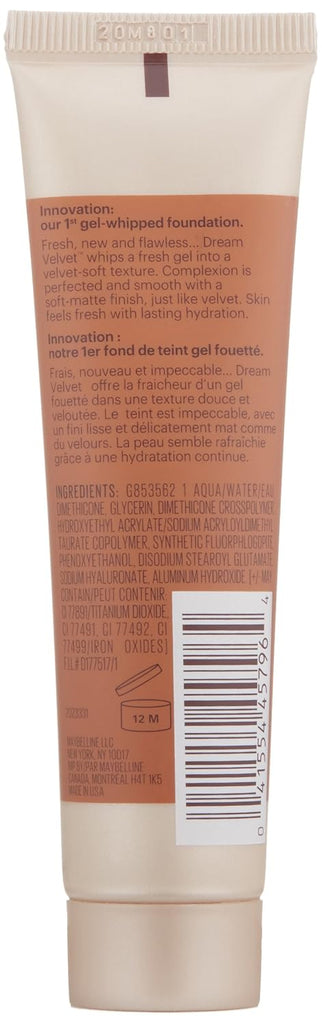 20M801
Innovation:
our 1st gel-whipped foundation.
Fresh, new and flawless... Dream
Velvet™ whips a fresh gel into a
velvet-soft texture. Complexion is
perfected and smooth with a
soft-matte finish, just like velvet. Skin
feels fresh with lasting hydration.
Innovation :
notre 1er fond de teint gel fouetté.
Frais, nouveau et impeccable... Dream
Velvet™ offre la fraicheur d'un gel
fouetté dans une texture douce et
veloutée. Le teint est impeccable, avec
un fini lisse et délicatement mat comme
du velours. La peau semble rafraîchie
grâce à une hydratation continue.
INGREDIENTS: G853562 1 AQUA/WATER/EAU
DIMETHICONE, GLYCERIN, DIMETHICONE CROSSPOLYMER
HYDROXYETHYL ACRYLATE/SODIUM ACRYLOYLDIMETHYL
TAURATE COPOLYMER, SYNTHETIC FLUORPHLOGOPITE,
PHENOXYETHANOL, DISODIUM STEAROYL GLUTAMATE,
SODIUM HYALURONATE, ALUMINUM HYDROXIDE [+/- MAY
CONTAIN/PEUT CONTENIR
CI 77891/TITANIUM DIOXIDE,
CI 77491, CI 77492, CI
77499/IRON OXIDES]
F.I.L.# D177517/1
2023331
12 M
MAYBELLINE LLC
NEW YORK, NY 10017
IMP. BY/PAR MAYBELLINE
CANADA, MONTRÉAL H4T 1K5
MADE IN USA
0 41554 45796 4